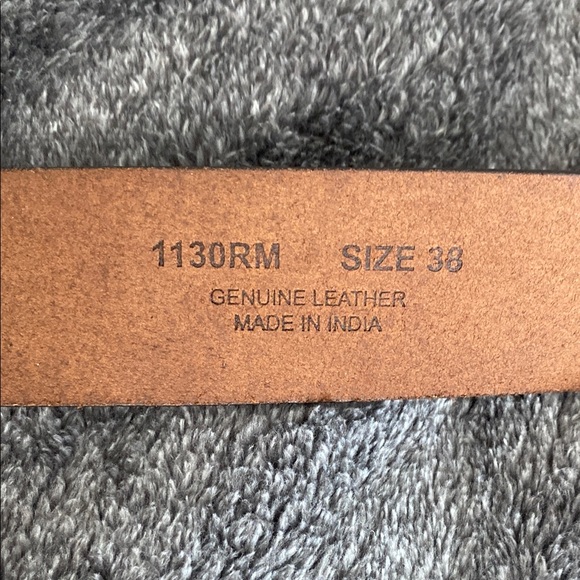 1130RM SIZE 38
GENUINE LEATHER
MADE IN INDIA